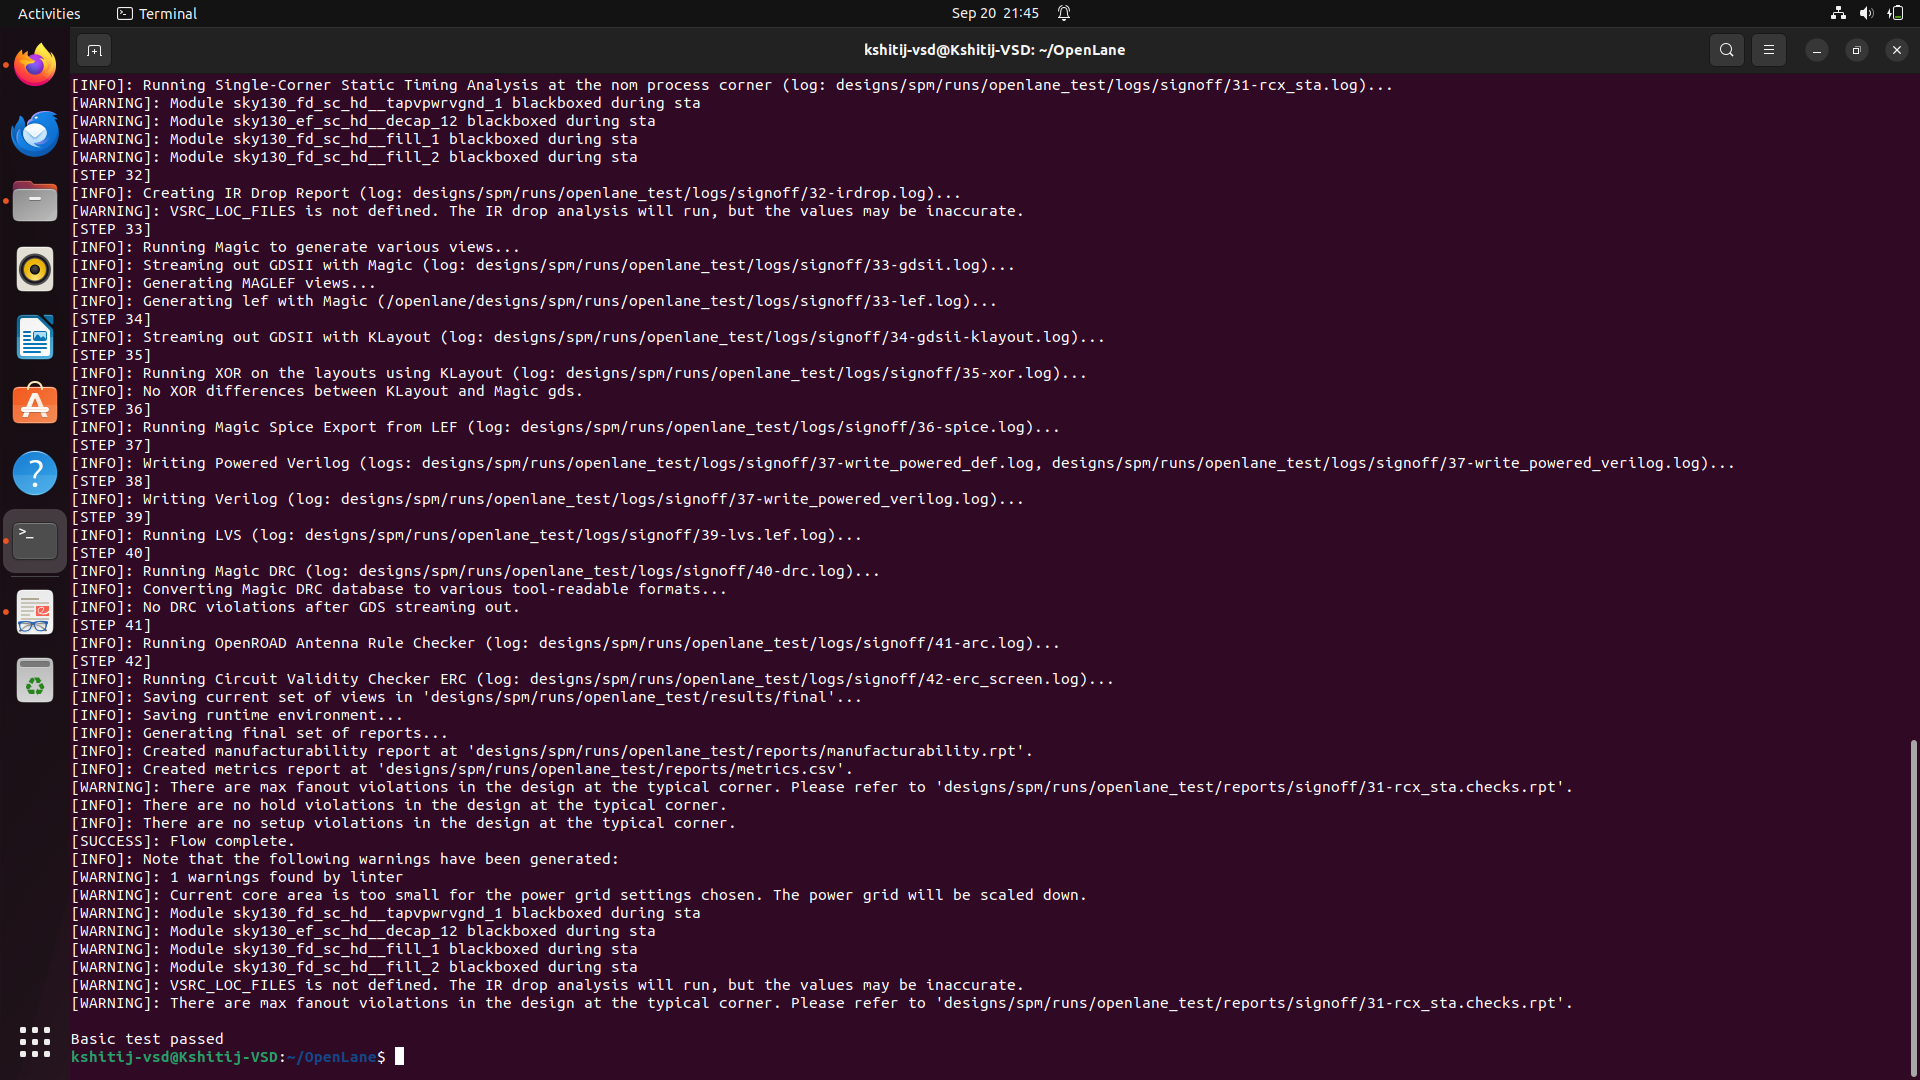 Activities
Terminal
Sep 20 21:45
kshitij-vsd@Kshitij-VSD: ~/OpenLane
[INFO]: Running Single-Corner Static Timing Analysis at the nom process corner (log: designs/spm/runs/openlane_test/logs/signoff/31-rcx_sta.log)...
[WARNING]: Module sky130_fd_sc_hd__tapvpwrvgnd_1 blackboxed during sta
[WARNING]: Module sky130_ef_sc_hd__decap_12 blackboxed during sta
[WARNING]: Module sky130_fd_sc_hd__fill_1 blackboxed during sta
[WARNING]: Module sky130_fd_sc_hd__fill_2 blackboxed during sta
[STEP 32]
[INFO]: Creating IR Drop Report (log: designs/spm/runs/openlane_test/logs/signoff/32-irdrop.log)...
[WARNING]: VSRC_LOC_FILES is not defined. The IR drop analysis will run, but the values may be inaccurate.
[STEP 33]
[INFO]: Running Magic to generate various views...
[INFO]: Streaming out GDSII with Magic (log: designs/spm/runs/openlane_test/logs/signoff/33-gdsii.log)...
[INFO]: Generating MAGLEF views...
[INFO]: Generating lef with Magic (/openlane/designs/spm/runs/openlane_test/logs/signoff/33-lef.log)...
[STEP 34]
[INFO]: Streaming out GDSII with KLayout (log: designs/spm/runs/openlane_test/logs/signoff/34-gdsii-klayout.log)...
[STEP 35]
[INFO]: Running XOR on the layouts using KLayout (log: designs/spm/runs/openlane_test/logs/signoff/35-xor.log)...
[INFO]: No XOR differences between KLayout and Magic gds.
[STEP 36]
[INFO]: Running Magic Spice Export from LEF (log: designs/spm/runs/openlane_test/logs/signoff/36-spice.log)...
[STEP 37]
[INFO]: Writing Powered Verilog (logs: designs/spm/runs/openlane_test/logs/signoff/37-write_powered_def.log, designs/spm/runs/openlane_test/logs/signoff/37-write_powered_verilog.log)...
[STEP 38]
[INFO]: Writing Verilog (log: designs/spm/runs/openlane_test/logs/signoff/37-write_powered_verilog.log)...
[STEP 39]
[INFO]: Running LVS (log: designs/spm/runs/openlane_test/logs/signoff/39-lvs.lef.log)...
[STEP 40]
[INFO]: Running Magic DRC (log: designs/spm/runs/openlane_test/logs/signoff/40-drc.log)...
[INFO]: Converting Magic DRC database to various tool-readable formats...
[INFO]: No DRC violations after GDS streaming out.
[STEP 41]
[INFO]: Running OpenROAD Antenna Rule Checker (log: designs/spm/runs/openlane_test/logs/signoff/41-arc.log)...
[STEP 42]
[INFO]: Running Circuit Validity Checker ERC (log: designs/spm/runs/openlane_test/logs/signoff/42-erc_screen.log)...
[INFO]: Saving current set of views in 'designs/spm/runs/openlane_test/results/final'...
[INFO]: Saving runtime environment...
[INFO]: Generating final set of reports...
[INFO]: Created manufacturability report at 'designs/spm/runs/openlane_test/reports/manufacturability.rpt'.
[INFO]: Created metrics report at 'designs/spm/runs/openlane_test/reports/metrics.csv'.
[WARNING]: There are max fanout violations in the design at the typical corner. Please refer to 'designs/spm/runs/openlane_test/reports/signoff/31-rcx_sta.checks.rpt'.
[INFO]: There are no hold violations in the design at the typical corner.
[INFO]: There are no setup violations in the design at the typical corner.
[SUCCESS]: Flow complete.
[INFO]: Note that the following warnings have been generated:
[WARNING]: 1 warnings found by linter
[WARNING]: Current core area is too small for the power grid settings chosen. The power grid will be scaled down.
[WARNING]: Module sky130_fd_sc_hd__tapvpwrvgnd_1 blackboxed during sta
[WARNING]: Module sky130_ef_sc_hd__decap_12 blackboxed during sta
[WARNING]: Module sky130_fd_sc_hd__fill_1 blackboxed during sta
[WARNING]: Module sky130_fd_sc_hd__fill_2 blackboxed during sta
[WARNING]: VSRC_LOC_FILES is not defined. The IR drop analysis will run, but the values may be inaccurate.
[WARNING]: There are max fanout violations in the design at the typical corner. Please refer to 'designs/spm/runs/openlane_test/reports/signoff/31-rcx_sta.checks.rpt'.
Basic test passed
kshitij-vsd@Kshitij-VSD:~/OpenLane$